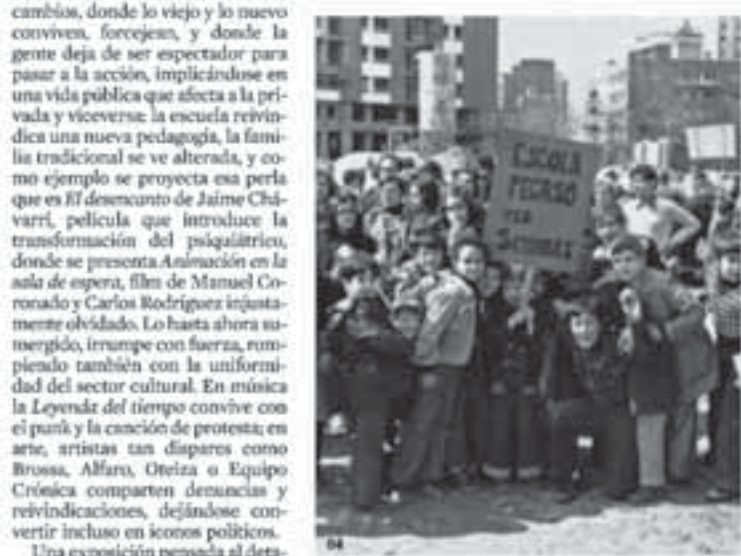 cambios, donde lo viejo y lo nuevo
conviven, forcejean, y donde la
gente deja de ser espectador para
pasar a la acción, implicándose en
una vida pública que afecta a la pri-
vada y viceversa: la escuela reivin-
dica una nueva pedagogía, la fami-
lia tradicional se ve alterada, y co-
mo ejemplo se proyecta esa perla
que es El desencanto de Jaime Chá-
varri, película que introduce la
transformación del psiquiátrico,
donde se presenta Animación en la
sala de espera, film de Manuel Co-
ronado y Carlos Rodríguez injusta-
mente olvidado. Lo hasta ahora su-
mergido, irrumpe con fuerza, rom-
piendo también con la uniformi-
dad del sector cultural. En música
la Leyenda del tiempo convive con
el punk y la canción de protesta; en
arte, artistas tan dispares como
Brossa, Alfaro, Oteiza o Equipo
Crónica comparten denuncias y
reivindicaciones, dejándose con-
vertir incluso en iconos políticos.
Una exposición pensada al deta-
ESCOLA
PEGASO
PER
04